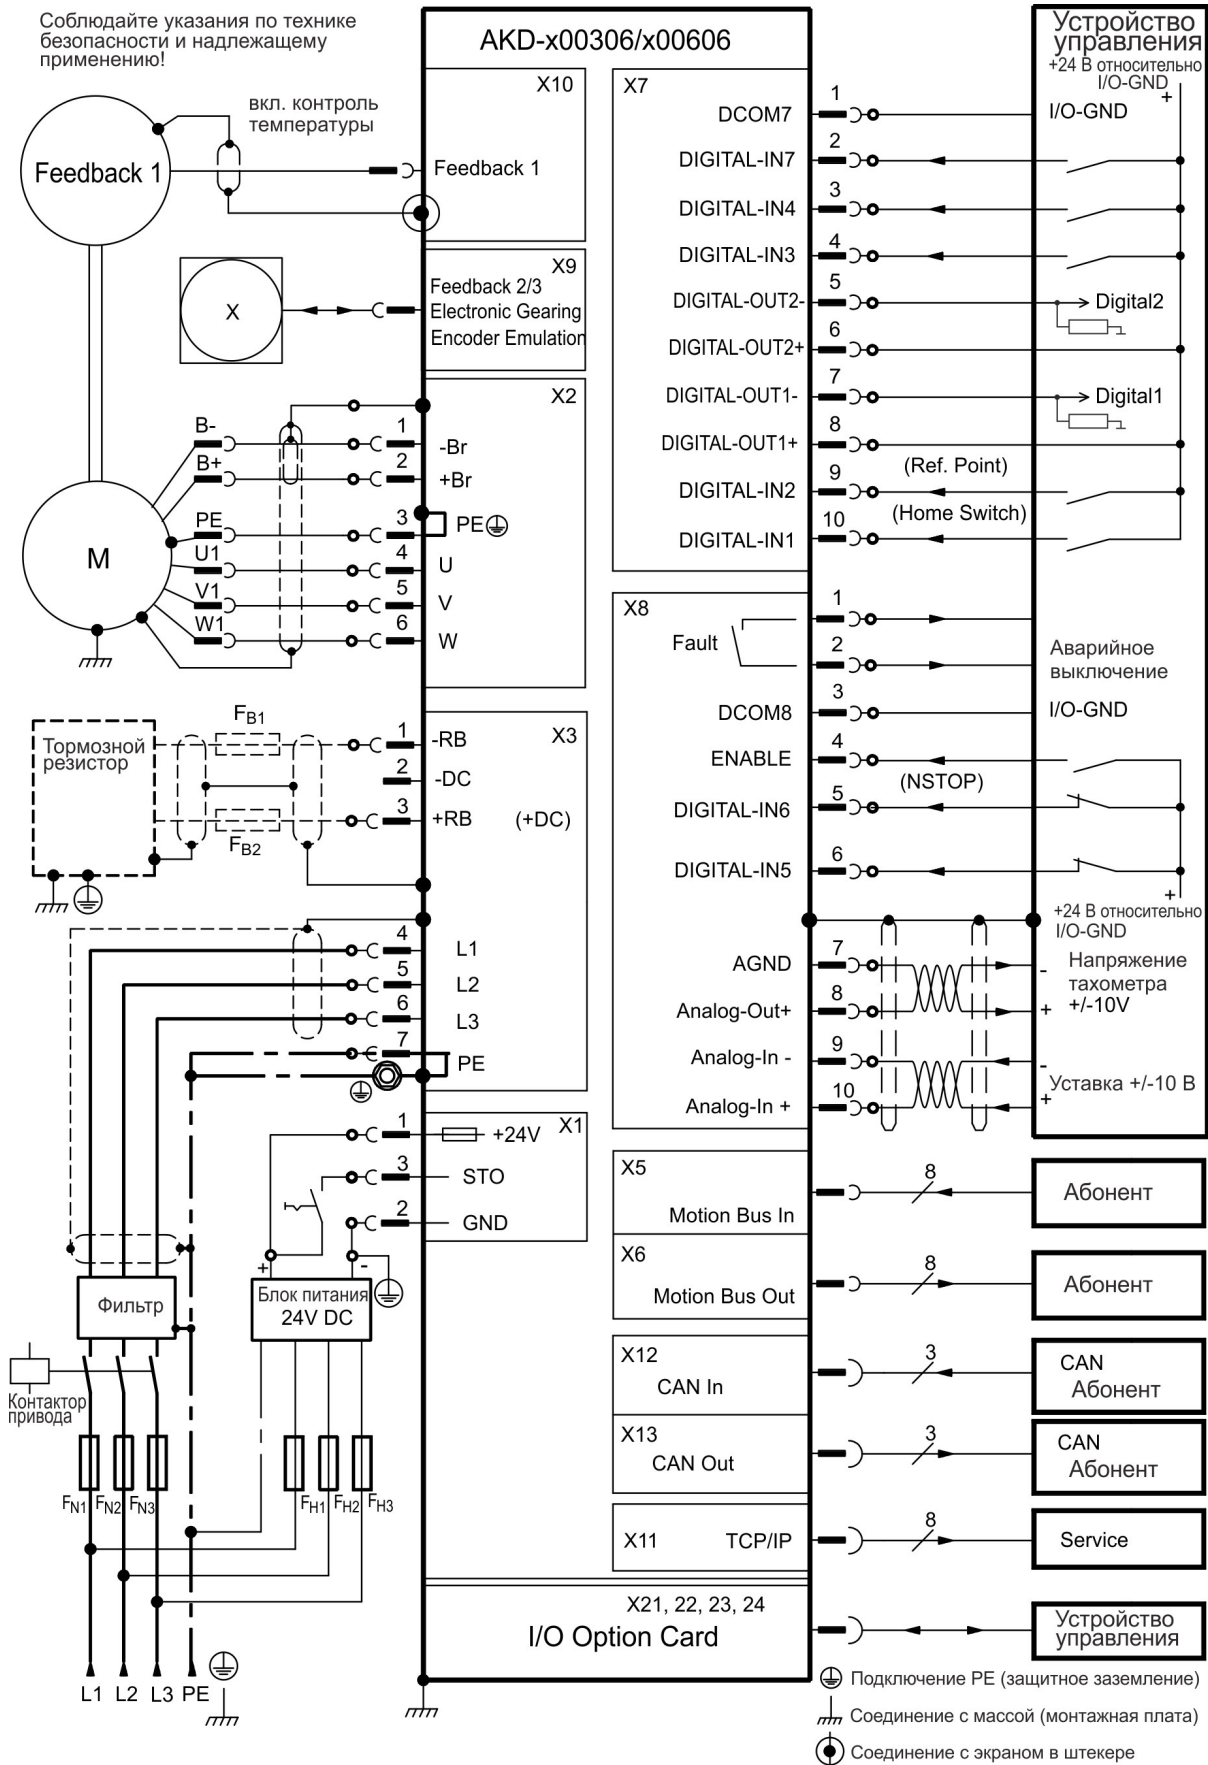 Соблюдайте указания по технике
безопасности и надлежащему
применению!
Feedback 1
вкл. контроль
температуры
X
B-
B+
PE
U1
V1
W1
M
Тормозной
резистор
FB1
FB2
Фильтр
Контактор
привода
FN1 FN2 FN3
FH1 FH2 FH3
+
-
Блок питания
24V DC
L1 L2 L3 PE
AKD-x00306/x00606
X10
Feedback 1
X9
Feedback 2/3
Electronic Gearing
Encoder Emulation
X2
1 -Br
2 +Br
3 PE
4 U
5 V
6 W
X3
1 -RB
2 -DC
3 +RB (+DC)
4 L1
5 L2
6 L3
7 PE
X1
1 +24V
3 STO
2 GND
X7
DCOM7 1
DIGITAL-IN7 2
DIGITAL-IN4 3
DIGITAL-IN3 4
DIGITAL-OUT2- 5
DIGITAL-OUT2+ 6
DIGITAL-OUT1- 7
DIGITAL-OUT1+ 8
DIGITAL-IN2 9 (Ref. Point)
DIGITAL-IN1 10 (Home Switch)
X8
Fault 1
2
DCOM8 3
ENABLE 4
DIGITAL-IN6 5 (NSTOP)
DIGITAL-IN5 6
AGND 7
Analog-Out+ 8
Analog-In - 9
Analog-In + 10
Устройство
управления
+24 В относительно
I/O-GND
+
I/O-GND
Digital2
Digital1
Аварийное
выключение
I/O-GND
+
+24 В относительно
I/O-GND
- Напряжение
тахометра
+ +/-10V
-
Уставка +/-10 В
+
X5
Motion Bus In
8
Абонент
X6
Motion Bus Out
8
Абонент
X12
CAN In
3
CAN
Абонент
X13
CAN Out
3
CAN
Абонент
X11 TCP/IP
8
Service
X21, 22, 23, 24
I/O Option Card
Устройство
управления
Подключение PE (защитное заземление)
Соединение с массой (монтажная плата)
Соединение с экраном в штекере